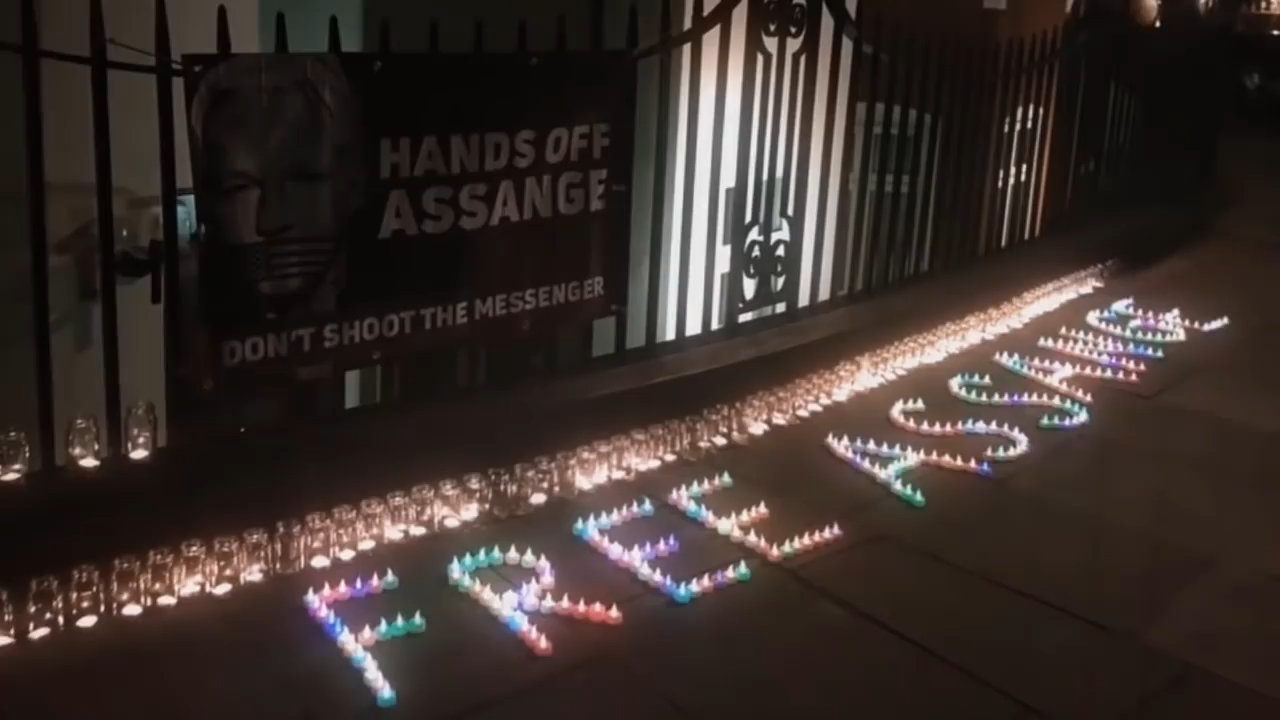 HANDS OFF
ASSANGE
DON'T SHOOT THE MESSENGER
FREE ASSANGE